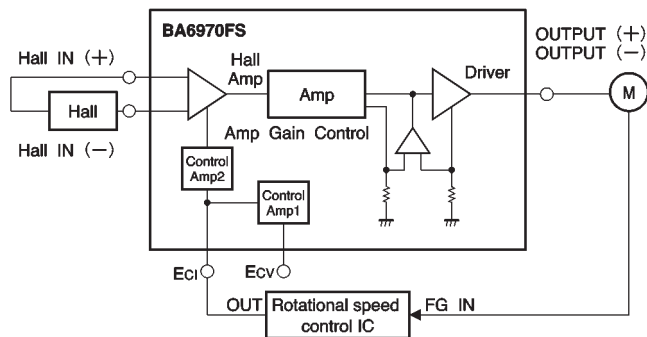 BA6970FS
OUTPUT (+)
OUTPUT (−)
Hall IN (+)
Hall
Amp
Driver
Hall
Amp
M
Hall IN (−)
Amp Gain Control
Control
Amp2
Control
Amp1
ECI
ECV
OUT
Rotational speed
control IC
FG IN